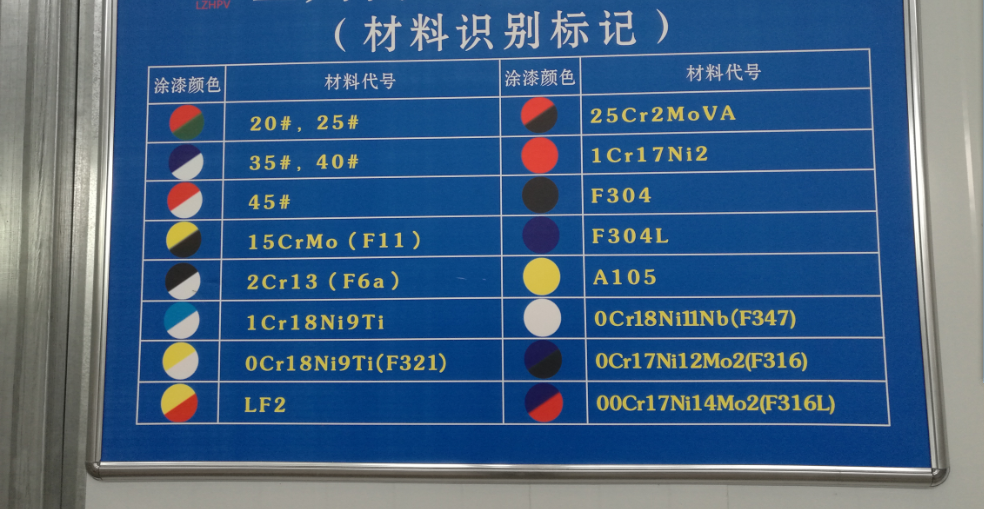 LZHPV
(材料识别标记)
涂漆颜色 材料代号 涂漆颜色 材料代号
20#, 25# 25Cr2MoVA
35#, 40# 1Cr17Ni2
45# F304
15CrMo (F11) F304L
2Cr13 (F6a) A105
1Cr18Ni9Ti 0Cr18Ni11Nb(F347)
0Cr18Ni9Ti(F321) 0Cr17Ni12Mo2(F316)
LF2 00Cr17Ni14Mo2(F316L)